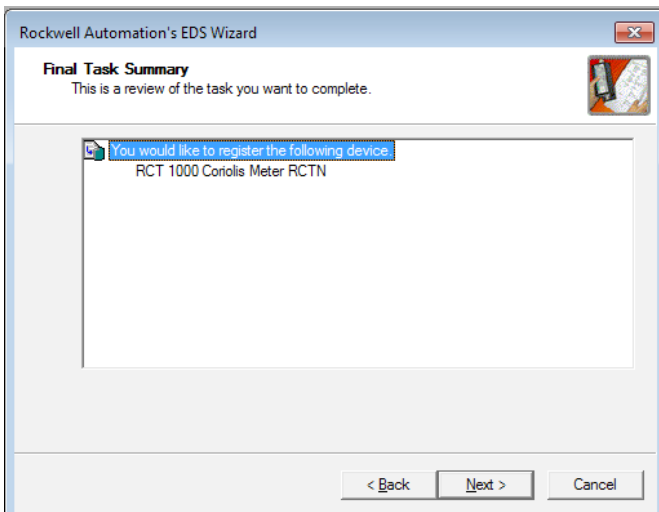 Rockwell Automation's EDS Wizard
Final Task Summary
This is a review of the task you want to complete.
You would like to register the following device.
RCT 1000 Coriolis Meter RCTN
< Back
Next >
Cancel